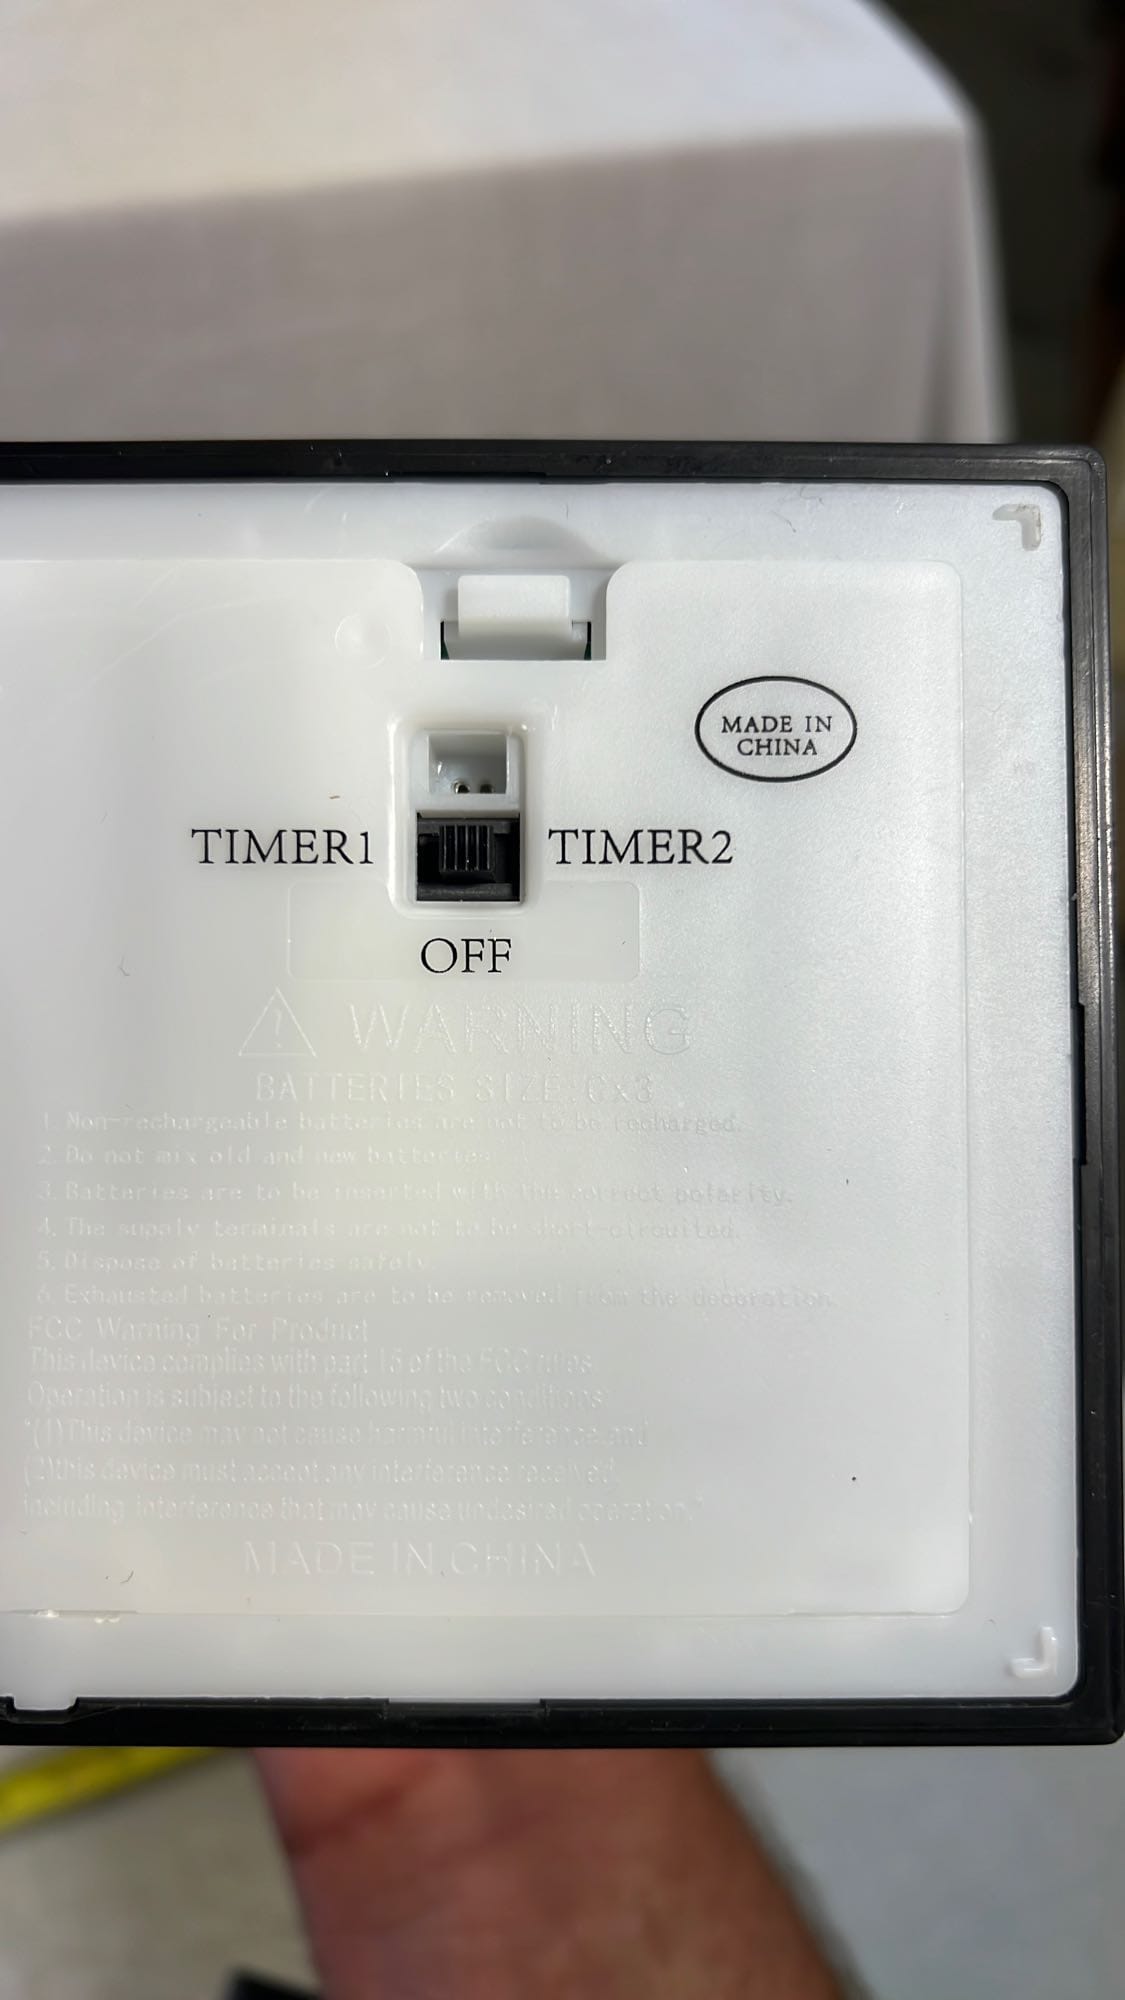 MADE IN
CHINA
TIMER1 TIMER2
OFF
WARNING
BATTERIES SIZE:Cx3
1. Non-rechargeable batteries are not to be recharged.
2. Do not mix old and new batteries.
3. Batteries are to be inserted with the correct polarity.
4. The supply terminals are not to be short-circuited.
5. Dispose of batteries safely.
6. Exhausted batteries are to be removed from the decoration.
FCC Warning For Product
This device complies with part 15 of the FCC rules
Operation is subject to the following two conditions:
"(1)This device may not cause harmful interference,and
(2)this device must accept any interference received,
including interference that may cause undesired operation."
MADE IN CHINA